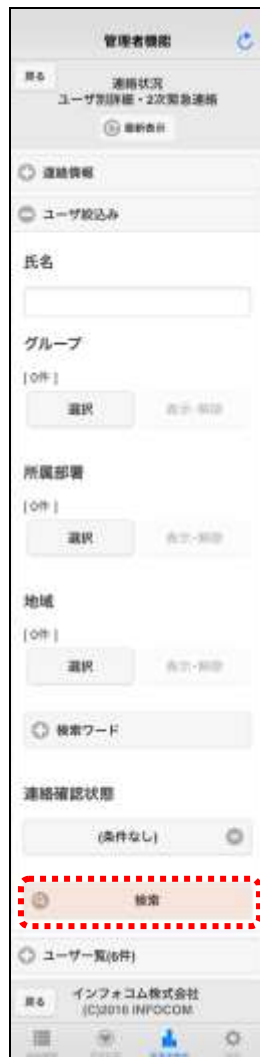 管理者機能
戻る
連絡状況
ユーザ別詳細・2次緊急連絡
最新表示
連絡情報
ユーザ絞込み
氏名
グループ
[0件]
選択 表示・解除
所属部署
[0件]
選択 表示・解除
地域
[0件]
選択 表示・解除
検索ワード
連絡確認状態
(条件なし)
検索
ユーザ一覧(6件)
戻る
インフォコム株式会社
(C)2016 INFOCOM